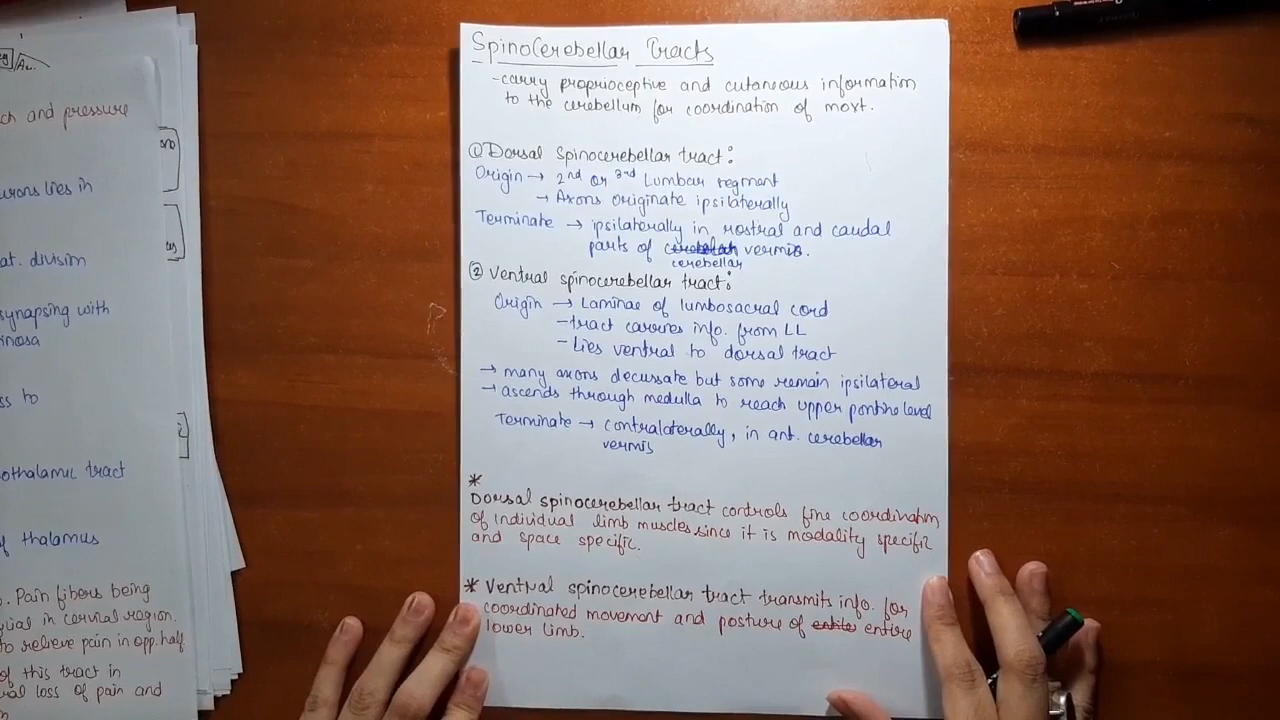 ch and pressure
urons lies in
at. division
synapsing with
inosa
ss to
othalamic tract
of thalamus
s. Pain fibers being
in cervical region.
to relieve pain in opp. half
of this tract in
ual loss of pain and
Spinocerebellar Tracts
-carry proprioceptive and cutaneous information
to the cerebellum for coordination of movt.
① Dorsal Spinocerebellar tract:
Origin → 2nd or 3rd Lumbar segment
→ Axons originate ipsilaterally
Terminate → ipsilaterally in rostral and caudal
parts of vermis.
cerebellar
② Ventral spinocerebellar tract:
Origin → Laminae of lumbosacral cord
- tract carries info. from LL
- Lies ventral to dorsal tract
→ many axons decussate but some remain ipsilateral
→ ascends through medulla to reach upper pontine level
Terminate → contralaterally, in ant. cerebellar
vermis
*
Dorsal spinocerebellar tract controls fine coordination
of individual limb muscles, since it is modality specific
and space specific.
* Ventral spinocerebellar tract transmits info. for
coordinated movement and posture of entire
lower limb.